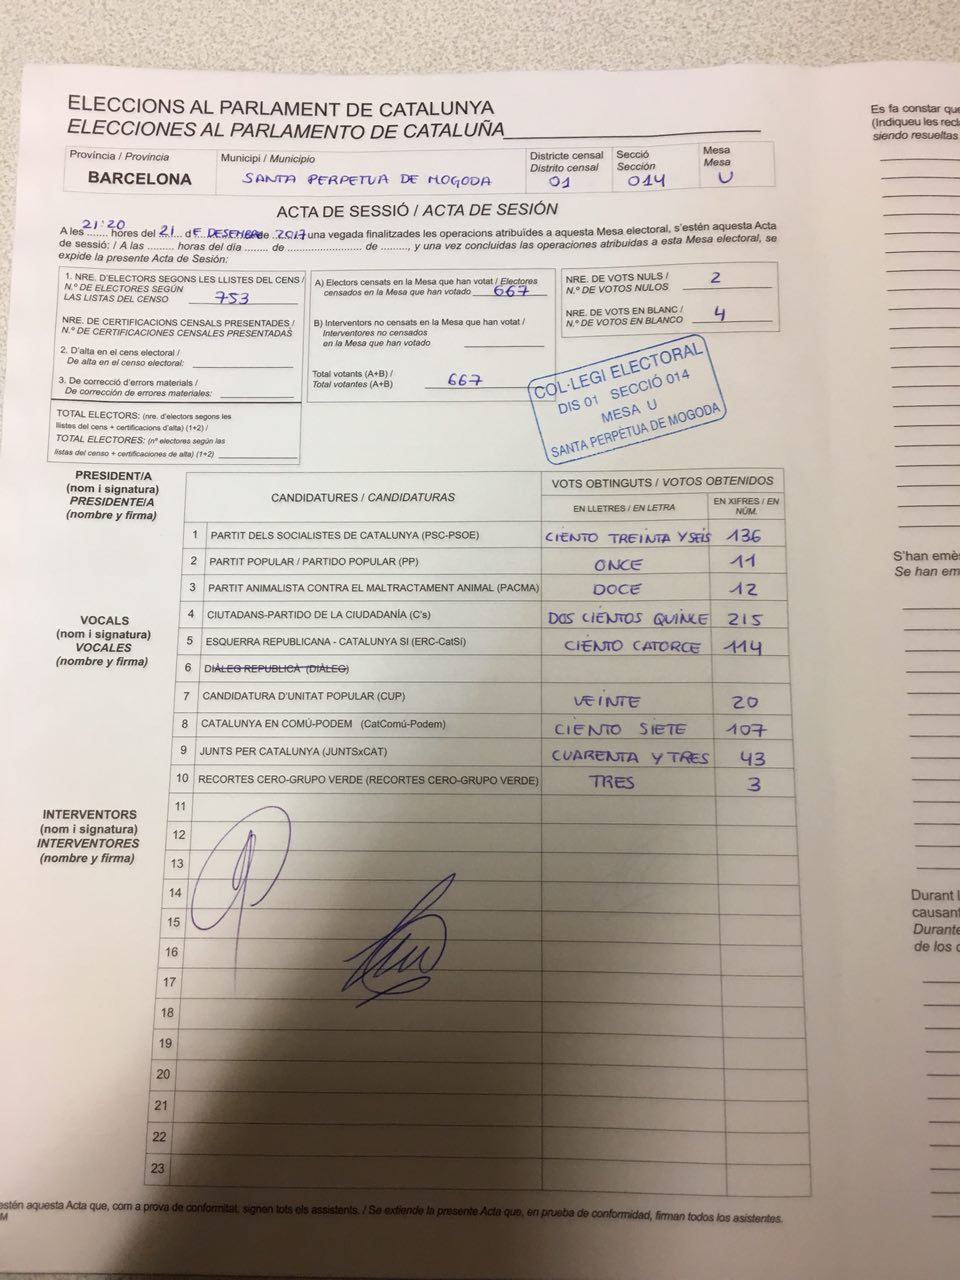 ELECCIONS AL PARLAMENT DE CATALUNYA
ELECCIONES AL PARLAMENTO DE CATALUÑA
Província / Provincia
BARCELONA
Municipi / Municipio
SANTA PERPETUA DE MOGODA
Districte censal
Distrito censal
01
Secció
Sección
014
Mesa
Mesa
U
ACTA DE SESSIÓ / ACTA DE SESIÓN
21:20
A les ........ hores del 21 de DESEMBRE de 2017 una vegada finalitzades les operacions atribuïdes a aquesta Mesa electoral, s'estén aquesta Acta
de sessió: / A las ......... horas del día ...... de ........................ de ........, y una vez concluidas las operaciones atribuidas a esta Mesa electoral, se
expide la presente Acta de Sesión:
1. NRE. D'ELECTORS SEGONS LES LLISTES DEL CENS /
N.º DE ELECTORES SEGÚN
LAS LISTAS DEL CENSO 753
NRE. DE CERTIFICACIONS CENSALS PRESENTADES /
N.º DE CERTIFICACIONES CENSALES PRESENTADAS
2. D'alta en el cens electoral /
De alta en el censo electoral:
3. De correcció d'errors materials /
De corrección de errores materiales:
TOTAL ELECTORS: (nre. d'electors segons les
llistes del cens + certificacions d'alta) (1+2) /
TOTAL ELECTORES: (nº electores según las
listas del censo + certificaciones de alta) (1+2)
A) Electors censats en la Mesa que han votat / Electores
censados en la Mesa que han votado 667
B) Interventors no censats en la Mesa que han votat /
Interventores no censados
en la Mesa que han votado
Total votants (A+B) /
Total votantes (A+B) 667
NRE. DE VOTS NULS /
N.º DE VOTOS NULOS 2
NRE. DE VOTS EN BLANC /
N.º DE VOTOS EN BLANCO 4
COL·LEGI ELECTORAL
DIS 01 SECCIÓ 014
MESA U
SANTA PERPÈTUA DE MOGODA
PRESIDENT/A
(nom i signatura)
PRESIDENTE/A
(nombre y firma)
CANDIDATURES / CANDIDATURAS
VOTS OBTINGUTS / VOTOS OBTENIDOS
EN LLETRES / EN LETRA
EN XIFRES / EN
NÚM.
1 PARTIT DELS SOCIALISTES DE CATALUNYA (PSC-PSOE) CIENTO TREINTA Y SEIS 136
2 PARTIT POPULAR / PARTIDO POPULAR (PP) ONCE 11
3 PARTIT ANIMALISTA CONTRA EL MALTRACTAMENT ANIMAL (PACMA) DOCE 12
4 CIUTADANS-PARTIDO DE LA CIUDADANÍA (C's) DOS CIENTOS QUINCE 215
5 ESQUERRA REPUBLICANA - CATALUNYA SI (ERC-CatSí) CIENTO CATORCE 114
6 DIÀLEG REPUBLICÀ (DIÀLEG)
7 CANDIDATURA D'UNITAT POPULAR (CUP) VEINTE 20
8 CATALUNYA EN COMÚ-PODEM (CatComú-Podem) CIENTO SIETE 107
9 JUNTS PER CATALUNYA (JUNTSxCAT) CUARENTA Y TRES 43
10 RECORTES CERO-GRUPO VERDE (RECORTES CERO-GRUPO VERDE) TRES 3
11
12
13
14
15
16
17
18
19
20
21
22
23
VOCALS
(nom i signatura)
VOCALES
(nombre y firma)
INTERVENTORS
(nom i signatura)
INTERVENTORES
(nombre y firma)
estén aquesta Acta que, com a prova de conformitat, signen tots els assistents. / Se extiende la presente Acta que, en prueba de conformidad, firman todos los asistentes.
M
Es fa constar que
(Indiqueu les recl
siendo resueltas
S'han emès
Se han em
Durant l
causant
Durante
de los c